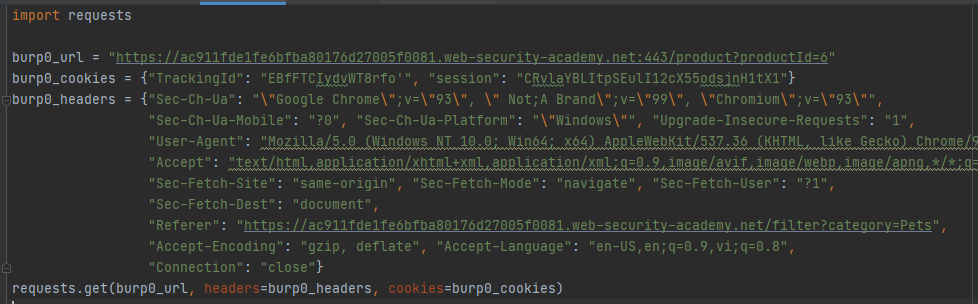 import requests
burp0_url = "https://ac911fde1fe6bfba80176d27005f0081.web-security-academy.net:443/product?productId=6"
burp0_cookies = {"TrackingId": "EBfFTCIydvWT8rfo'", "session": "CRvlaYBLItpSEulI12cX55odsjnH1tX1"}
burp0_headers = {"Sec-Ch-Ua": "\"Google Chrome\";v=\"93\", \" Not;A Brand\";v=\"99\", \"Chromium\";v=\"93\"",
"Sec-Ch-Ua-Mobile": "?0", "Sec-Ch-Ua-Platform": "\"Windows\"", "Upgrade-Insecure-Requests": "1",
"User-Agent": "Mozilla/5.0 (Windows NT 10.0; Win64; x64) AppleWebKit/537.36 (KHTML, like Gecko) Chrome/9
"Accept": "text/html,application/xhtml+xml,application/xml;q=0.9,image/avif,image/webp,image/apng,*/*;q=
"Sec-Fetch-Site": "same-origin", "Sec-Fetch-Mode": "navigate", "Sec-Fetch-User": "?1",
"Sec-Fetch-Dest": "document",
"Referer": "https://ac911fde1fe6bfba80176d27005f0081.web-security-academy.net/filter?category=Pets",
"Accept-Encoding": "gzip, deflate", "Accept-Language": "en-US,en;q=0.9,vi;q=0.8",
"Connection": "close"}
requests.get(burp0_url, headers=burp0_headers, cookies=burp0_cookies)